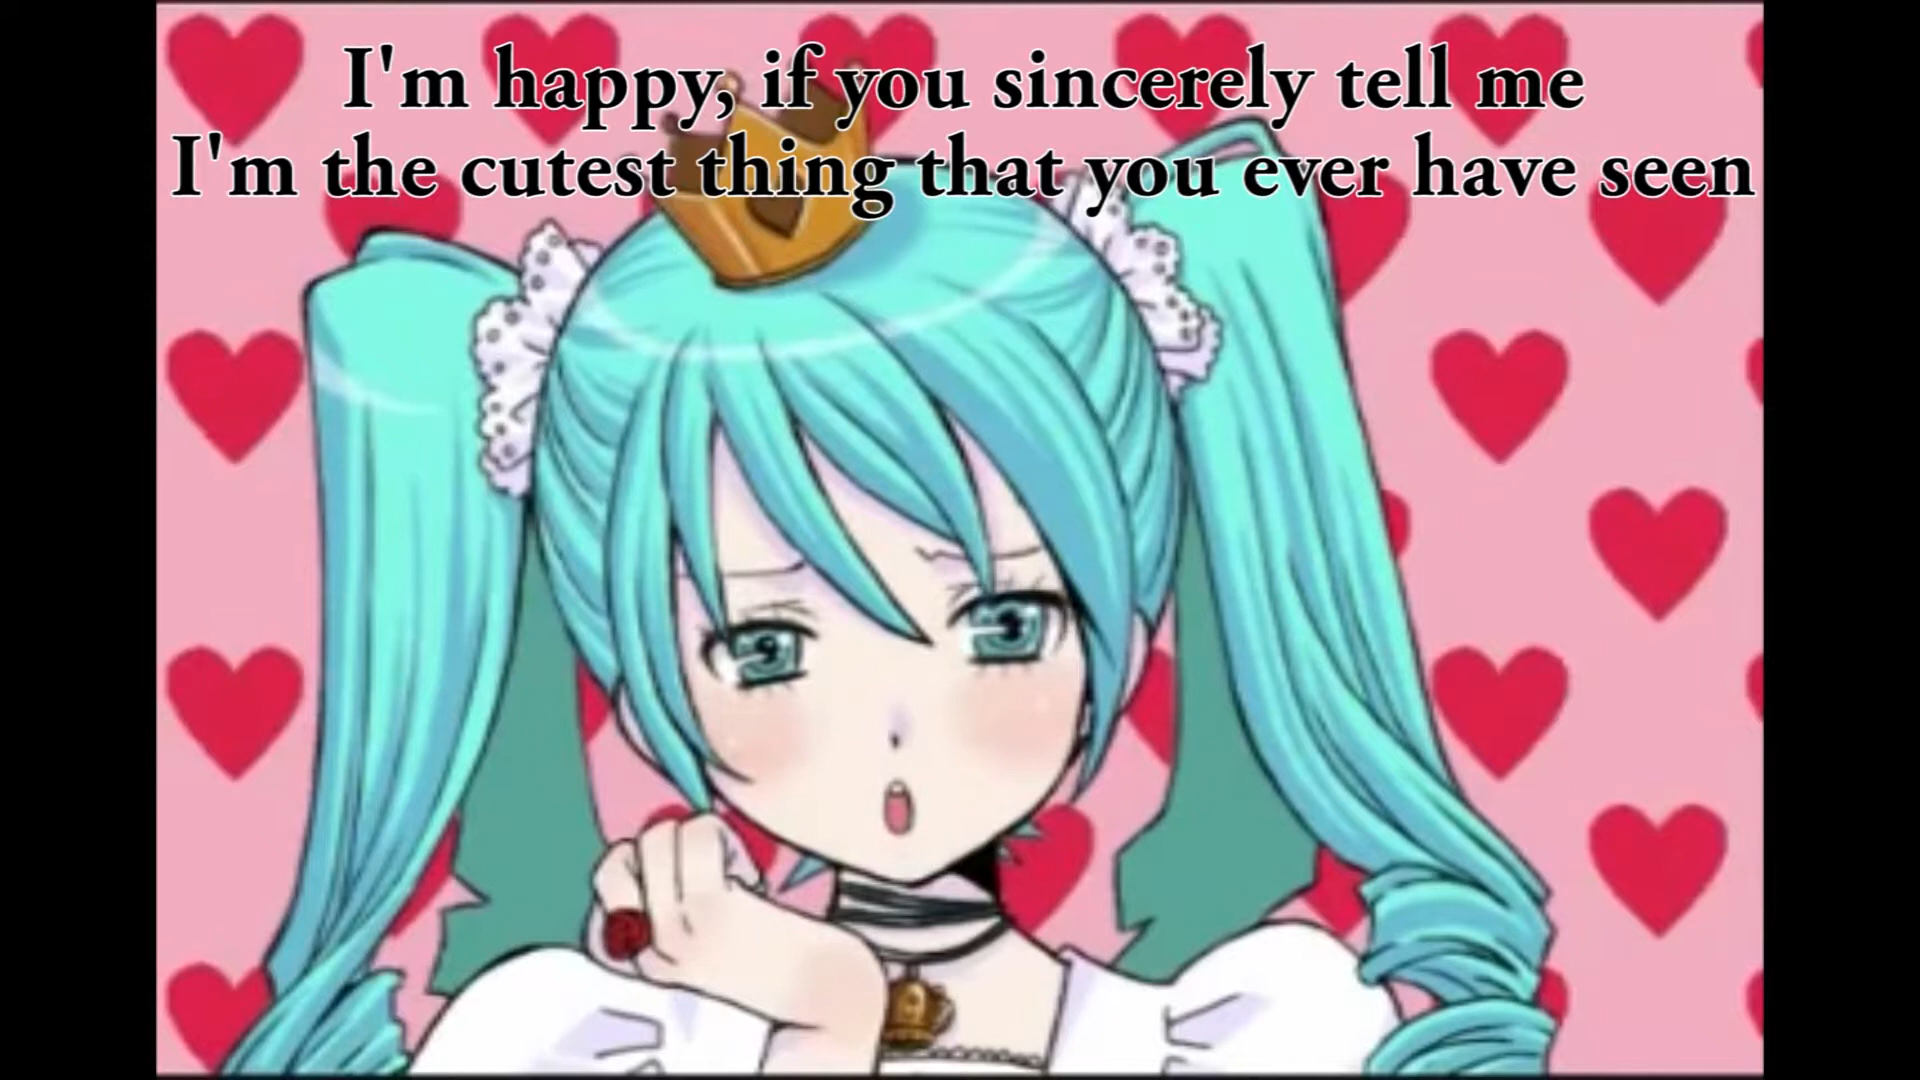 I'm happy, if you sincerely tell me
I'm the cutest thing that you ever have seen